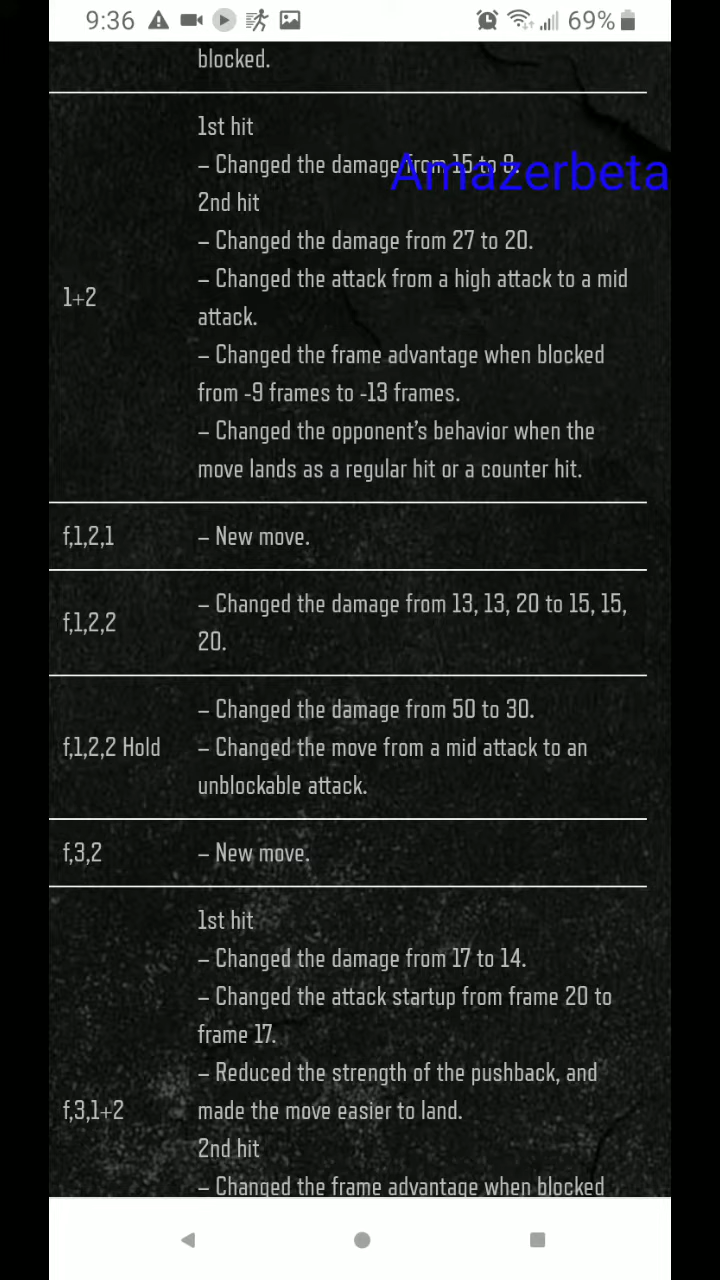 9:36 69%
blocked.
1st hit
– Changed the damage from 15 to 9.
Amazerbeta
2nd hit
– Changed the damage from 27 to 20.
– Changed the attack from a high attack to a mid
attack.
1+2
– Changed the frame advantage when blocked
from -9 frames to -13 frames.
– Changed the opponent’s behavior when the
move lands as a regular hit or a counter hit.
f,1,2,1 – New move.
f,1,2,2
– Changed the damage from 13, 13, 20 to 15, 15,
20.
– Changed the damage from 50 to 30.
f,1,2,2 Hold – Changed the move from a mid attack to an
unblockable attack.
f,3,2 – New move.
1st hit
– Changed the damage from 17 to 14.
– Changed the attack startup from frame 20 to
frame 17.
– Reduced the strength of the pushback, and
f,3,1+2 made the move easier to land.
2nd hit
– Changed the frame advantage when blocked